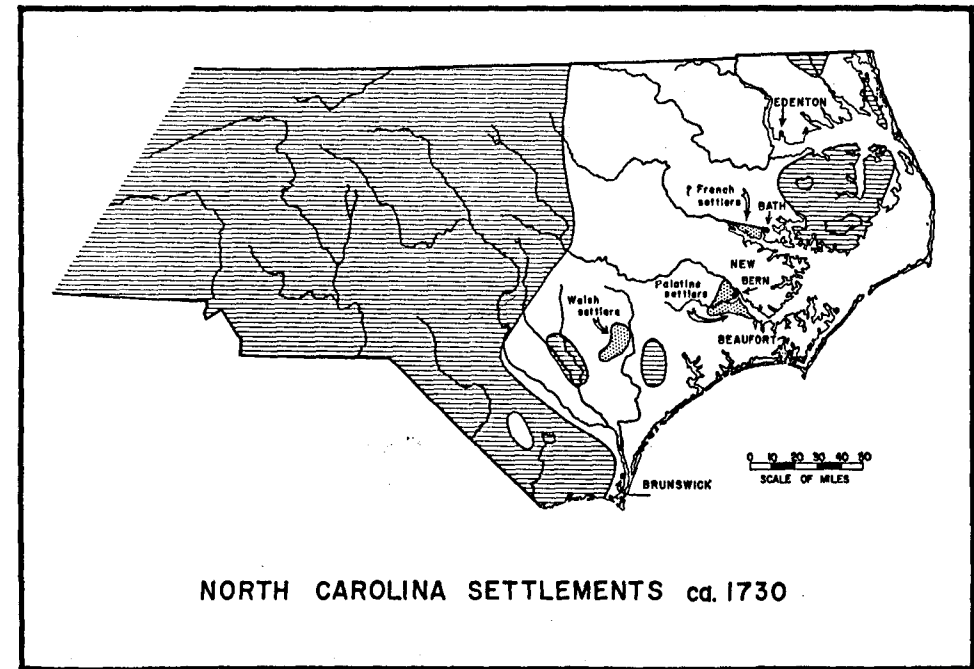 EDENTON
French
settlers
BATH
NEW
BERN
Palatine
settlers
Welsh
settlers
BEAUFORT
0 10 20 30 40 50
SCALE OF MILES
BRUNSWICK
NORTH CAROLINA SETTLEMENTS ca. 1730